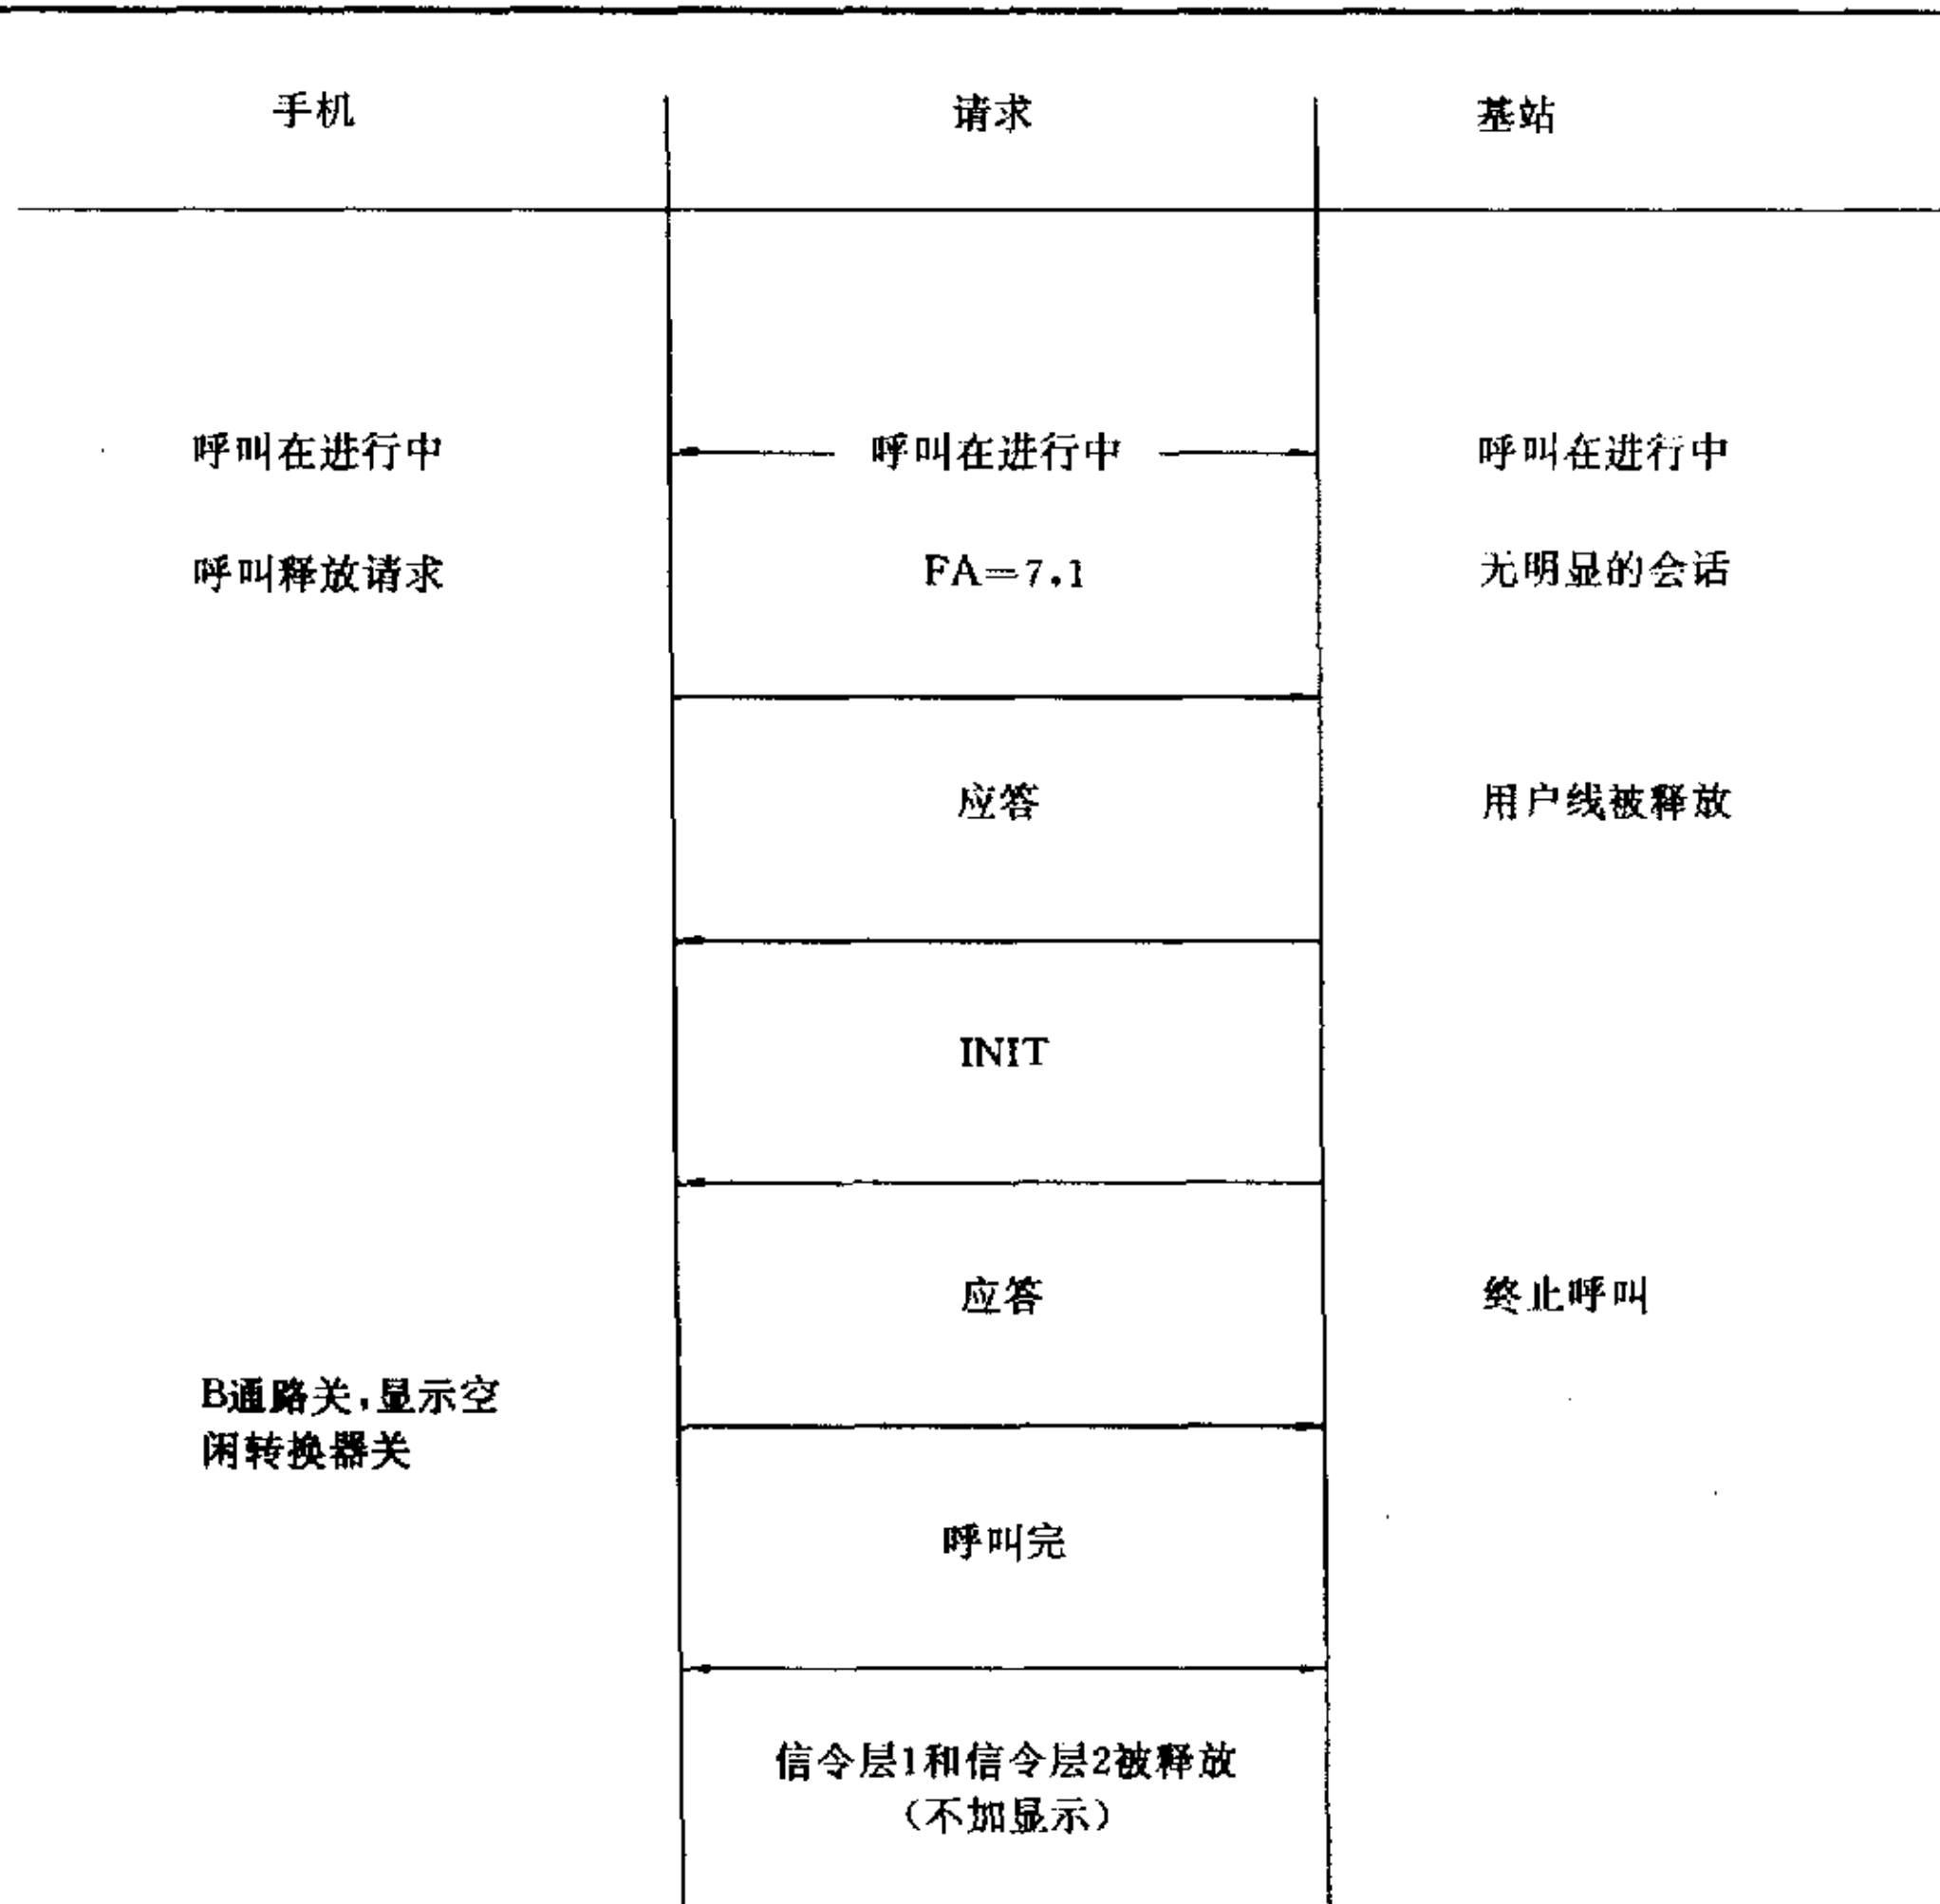 手机 请求 基站
呼叫在进行中 呼叫在进行中 呼叫在进行中
呼叫释放请求 FA=7,1 无明显的会话
应答 用户线被释放
INIT
应答 终止呼叫
B通路关,显示空
闲转换器关
呼叫完
信令层1和信令层2被释放
(不加显示)